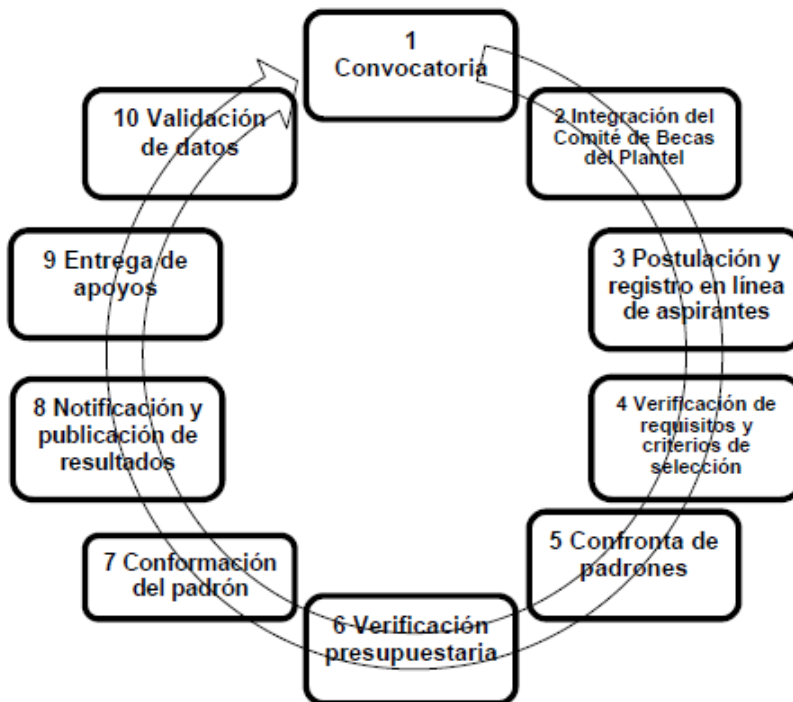 1
Convocatoria
2 Integración del
Comité de Becas
del Plantel
3 Postulación y
registro en línea
de aspirantes
4 Verificación de
requisitos y
criterios de
selección
5 Confronta de
padrones
6 Verificación
presupuestaria
7 Conformación
del padrón
8 Notificación y
publicación de
resultados
9 Entrega de
apoyos
10 Validación
de datos